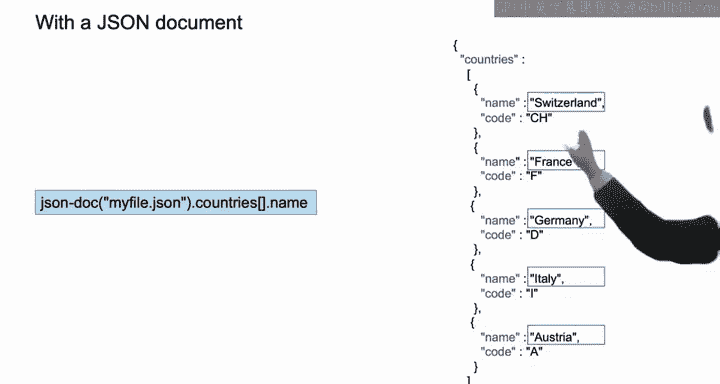 With a JSON document
json-doc("myfile.json").countries[].name
{
"countries" :
[
{
"name" : "Switzerland",
"code" : "CH"
},
{
"name" : "France
"code" : "F"
},
{
"name" : "Germany",
"code" : "D"
},
{
"name" : "Italy",
"code" : "I"
},
{
"name" : "Austria",
"code" : "A"
}
]